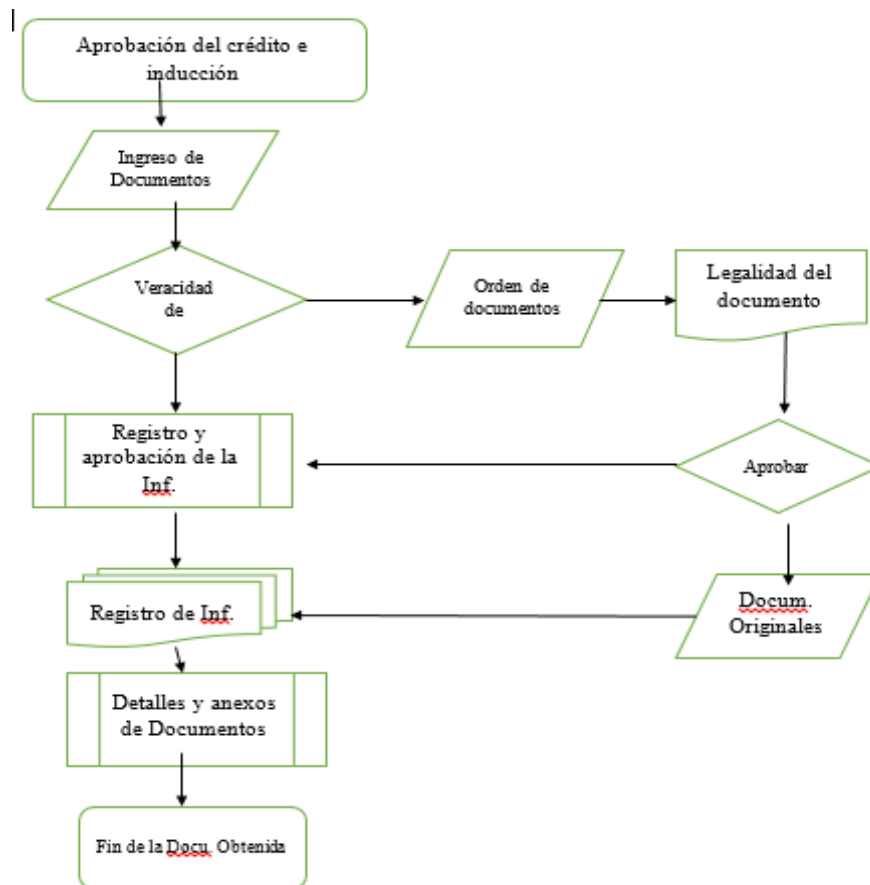 Aprobación del crédito e
inducción
Ingreso de
Documentos
Veracidad
de
Orden de
documentos
Legalidad del
documento
Registro y
aprobación de la
Inf.
Aprobar
Registro de Inf.
Docum.
Originales
Detalles y anexos
de Documentos
Fin de la Docu. Obtenida